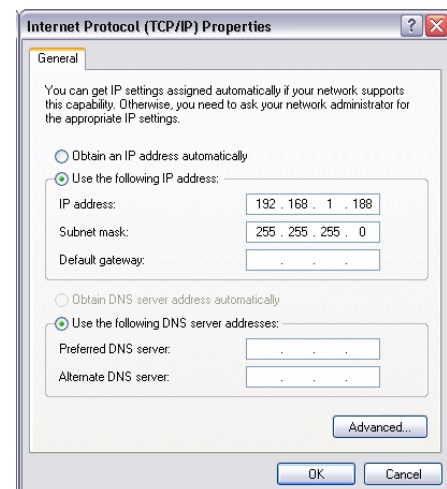 Internet Protocol (TCP/IP) Properties
General
You can get IP settings assigned automatically if your network supports
this capability. Otherwise, you need to ask your network administrator for
the appropriate IP settings.
Obtain an IP address automatically
Use the following IP address:
IP address: 192 . 168 . 1 . 188
Subnet mask: 255 . 255 . 255 . 0
Default gateway: . . .
Obtain DNS server address automatically
Use the following DNS server addresses:
Preferred DNS server: . . .
Alternate DNS server: . . .
Advanced...
OK Cancel